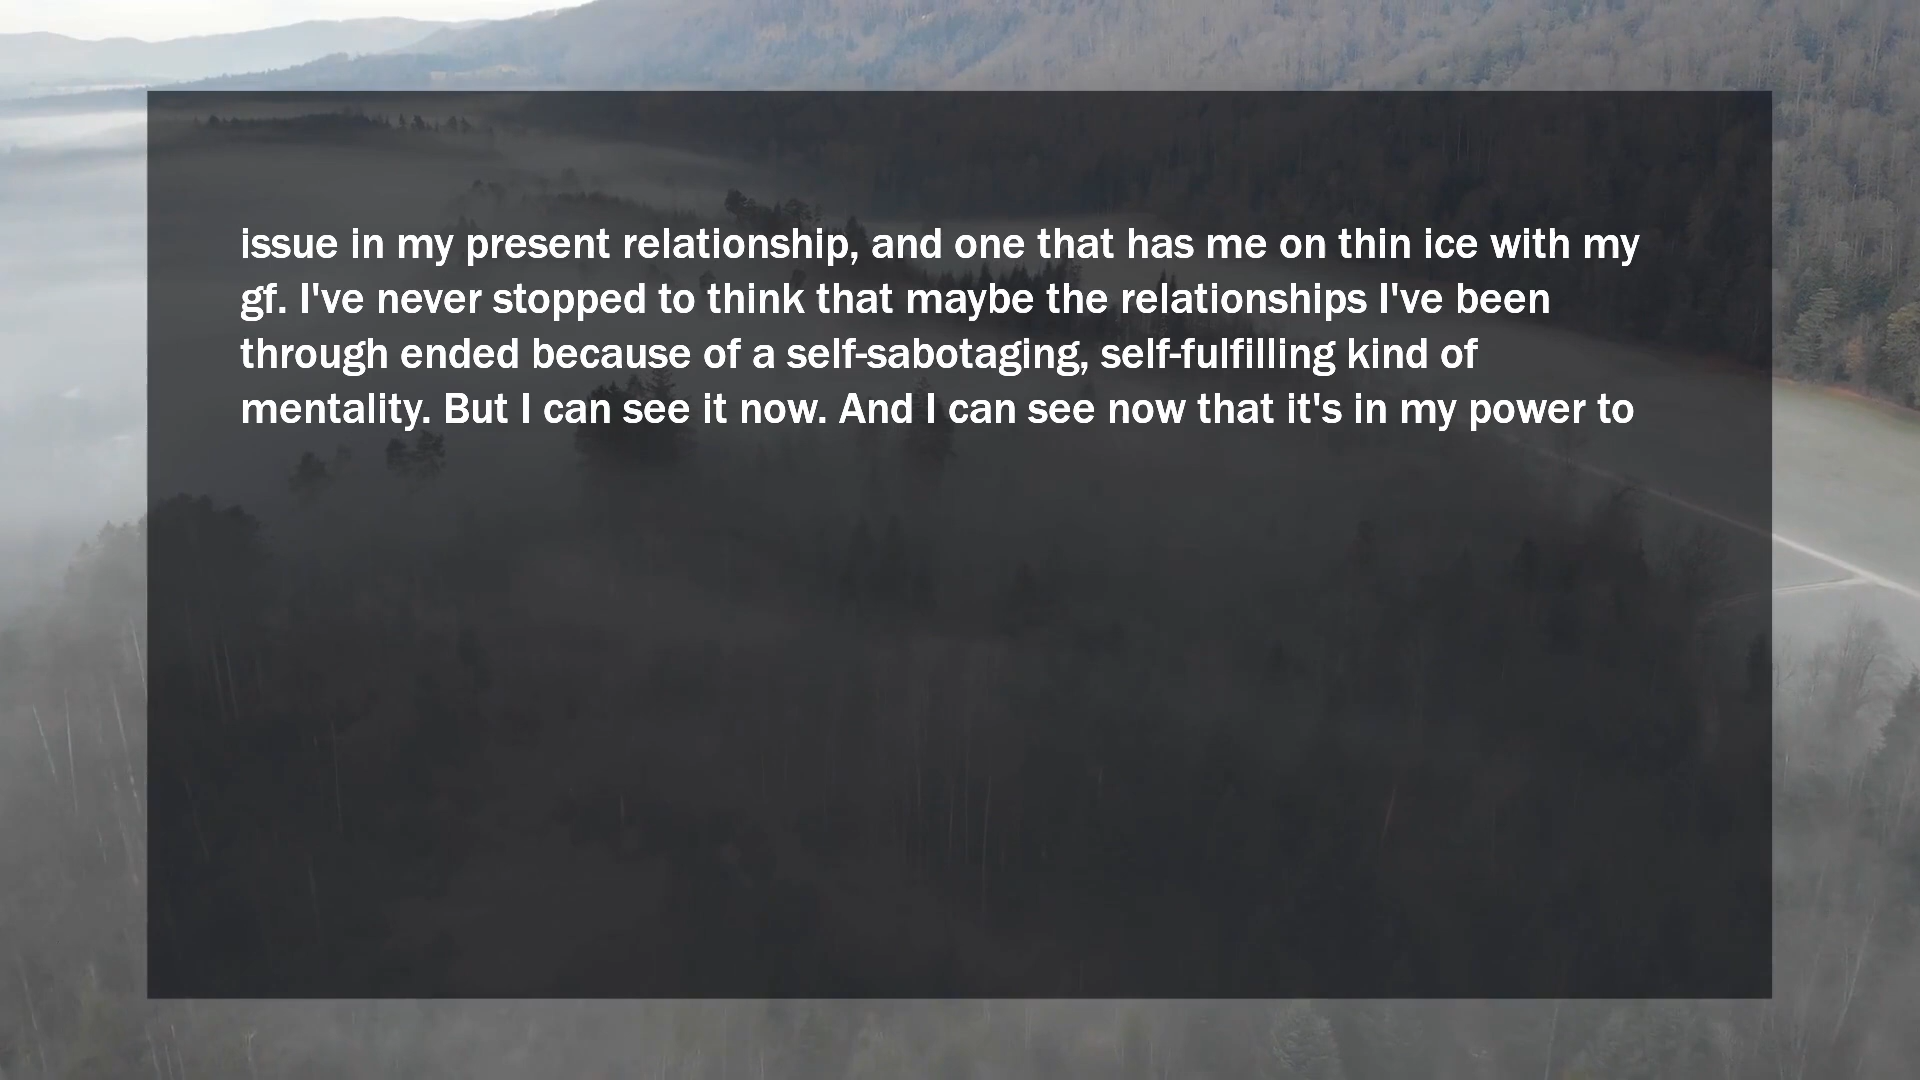 issue in my present relationship, and one that has me on thin ice with my
gf. I've never stopped to think that maybe the relationships I've been
through ended because of a self-sabotaging, self-fulfilling kind of
mentality. But I can see it now. And I can see now that it's in my power to